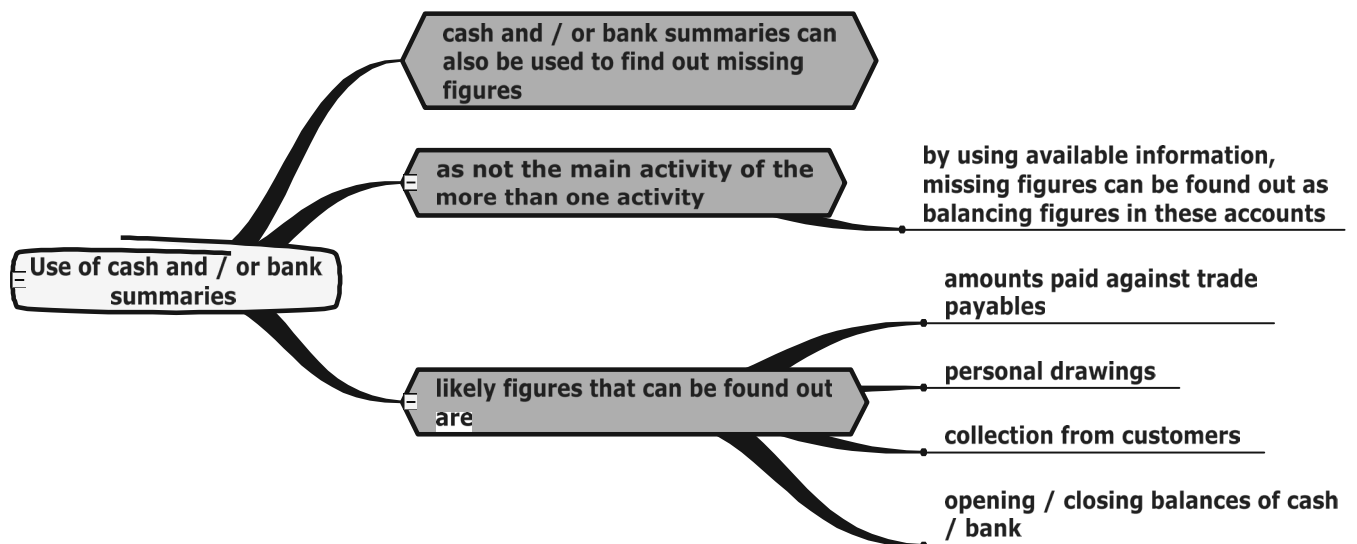 cash and / or bank summaries can
also be used to find out missing
figures
as not the main activity of the
more than one activity
by using available information,
missing figures can be found out as
balancing figures in these accounts
Use of cash and / or bank
summaries
likely figures that can be found out
are
amounts paid against trade
payables
personal drawings
collection from customers
opening / closing balances of cash
/ bank